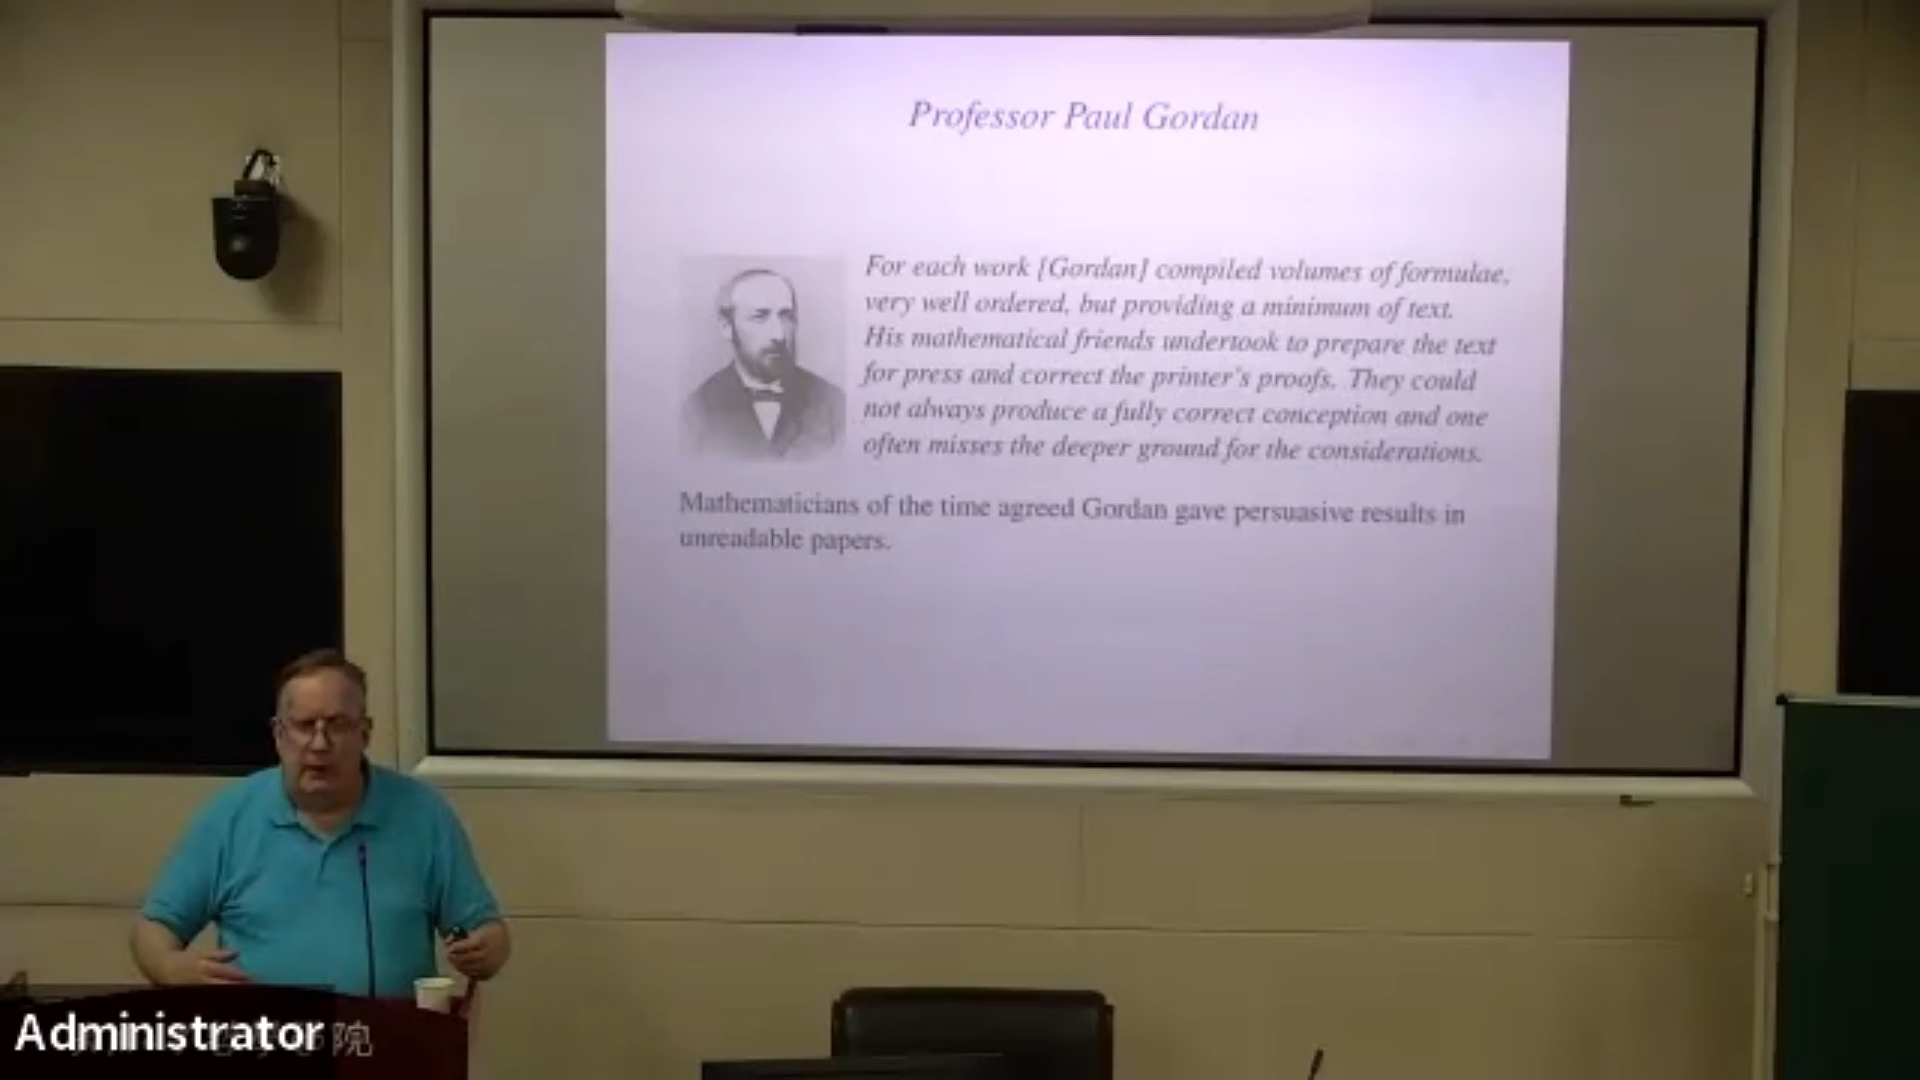 Professor Paul Gordan
For each work [Gordan] compiled volumes of formulae,
very well ordered, but providing a minimum of text.
His mathematical friends undertook to prepare the text
for press and correct the printer's proofs. They could
not always produce a fully correct conception and one
often misses the deeper ground for the considerations.
Mathematicians of the time agreed Gordan gave persuasive results in
unreadable papers.
Administrator
院